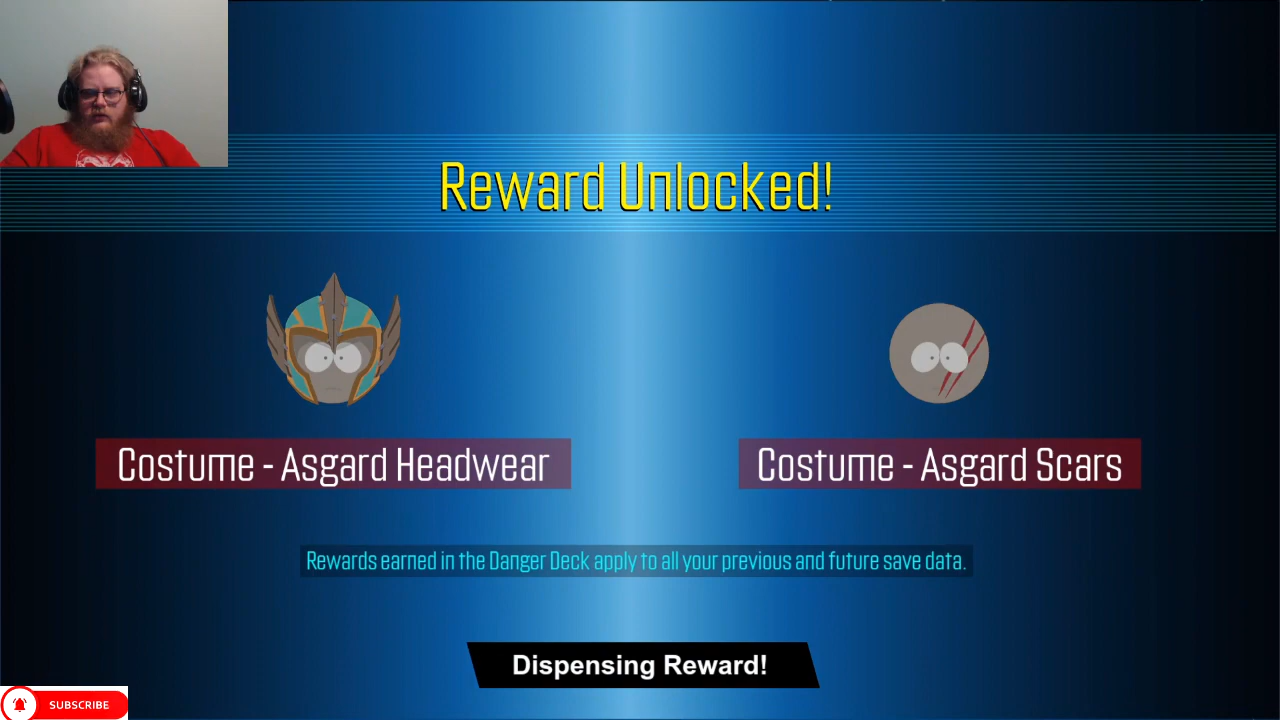 Reward Unlocked!
Costume - Asgard Headwear
Costume - Asgard Scars
Rewards earned in the Danger Deck apply to all your previous and future save data.
Dispensing Reward!
SUBSCRIBE